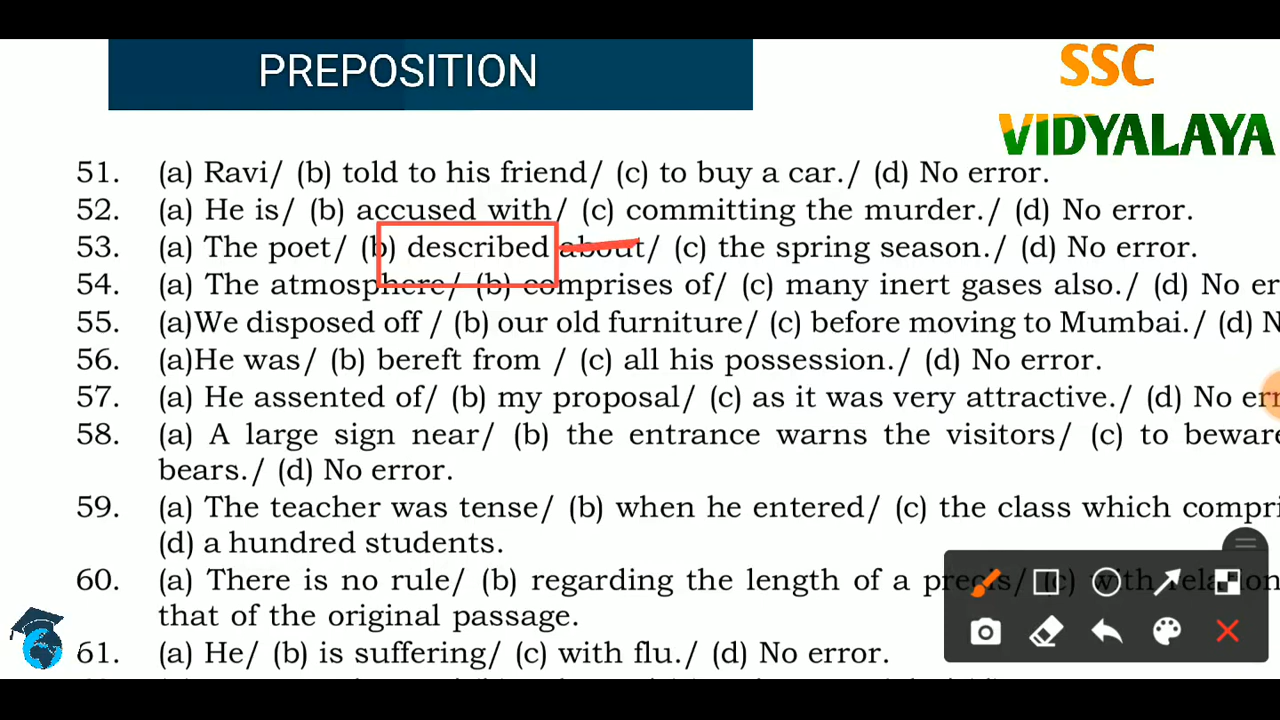 PREPOSITION
SSC
VIDYALAYA
51. (a) Ravi/ (b) told to his friend/ (c) to buy a car./ (d) No error.
52. (a) He is/ (b) accused with/ (c) committing the murder./ (d) No error.
53. (a) The poet/ (b) described about/ (c) the spring season./ (d) No error.
54. (a) The atmosphere/ (b) comprises of/ (c) many inert gases also./ (d) No er
55. (a)We disposed off / (b) our old furniture/ (c) before moving to Mumbai./ (d) N
56. (a)He was/ (b) bereft from / (c) all his possession./ (d) No error.
57. (a) He assented of/ (b) my proposal/ (c) as it was very attractive./ (d) No err
58. (a) A large sign near/ (b) the entrance warns the visitors/ (c) to beware
bears./ (d) No error.
59. (a) The teacher was tense/ (b) when he entered/ (c) the class which compri
(d) a hundred students.
60. (a) There is no rule/ (b) regarding the length of a precis/ (c) with relation
that of the original passage.
61. (a) He/ (b) is suffering/ (c) with flu./ (d) No error.